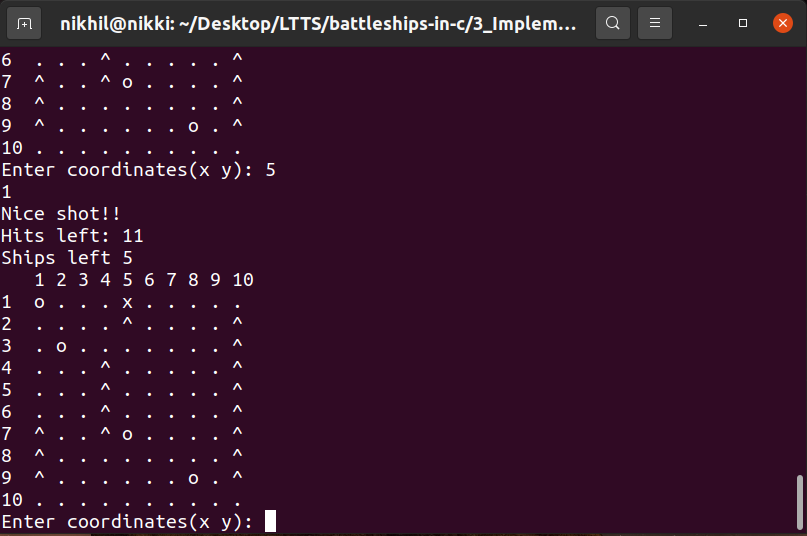 nikhil@nikki: ~/Desktop/LTTS/battleships-in-c/3_Implem...
6  . . . ^ . . . . . ^
7  ^ . . ^ o . . . . ^
8  ^ . . . . . . . . ^
9  ^ . . . . . . o . ^
10 . . . . . . . . . .
Enter coordinates(x y): 5
1
Nice shot!!
Hits left: 11
Ships left 5
   1 2 3 4 5 6 7 8 9 10
1  o . . . x . . . . .
2  . . . . ^ . . . . ^
3  . o . . . . . . . ^
4  . . . ^ . . . . . ^
5  . . . ^ . . . . . ^
6  . . . ^ . . . . . ^
7  ^ . . ^ o . . . . ^
8  ^ . . . . . . . . ^
9  ^ . . . . . . o . ^
10 . . . . . . . . . .
Enter coordinates(x y):